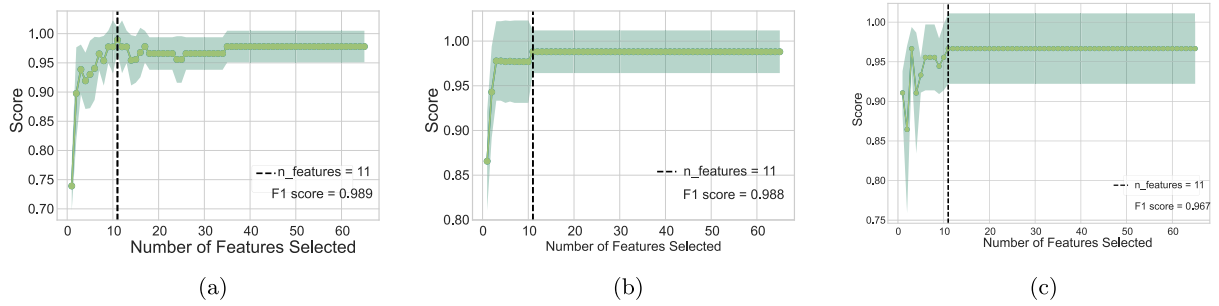 1.00
0.95
0.90
0.85
0.80
0.75
0.70
Score
0 10 20 30 40 50 60
Number of Features Selected
n_features = 11
F1 score = 0.989
(a)
1.00
0.95
0.90
0.85
0.80
Score
0 10 20 30 40 50 60
Number of Features Selected
n_features = 11
F1 score = 0.988
(b)
1.00
0.95
0.90
0.85
0.80
0.75
Score
0 10 20 30 40 50 60
Number of Features Selected
n_features = 11
F1 score = 0.967
(c)